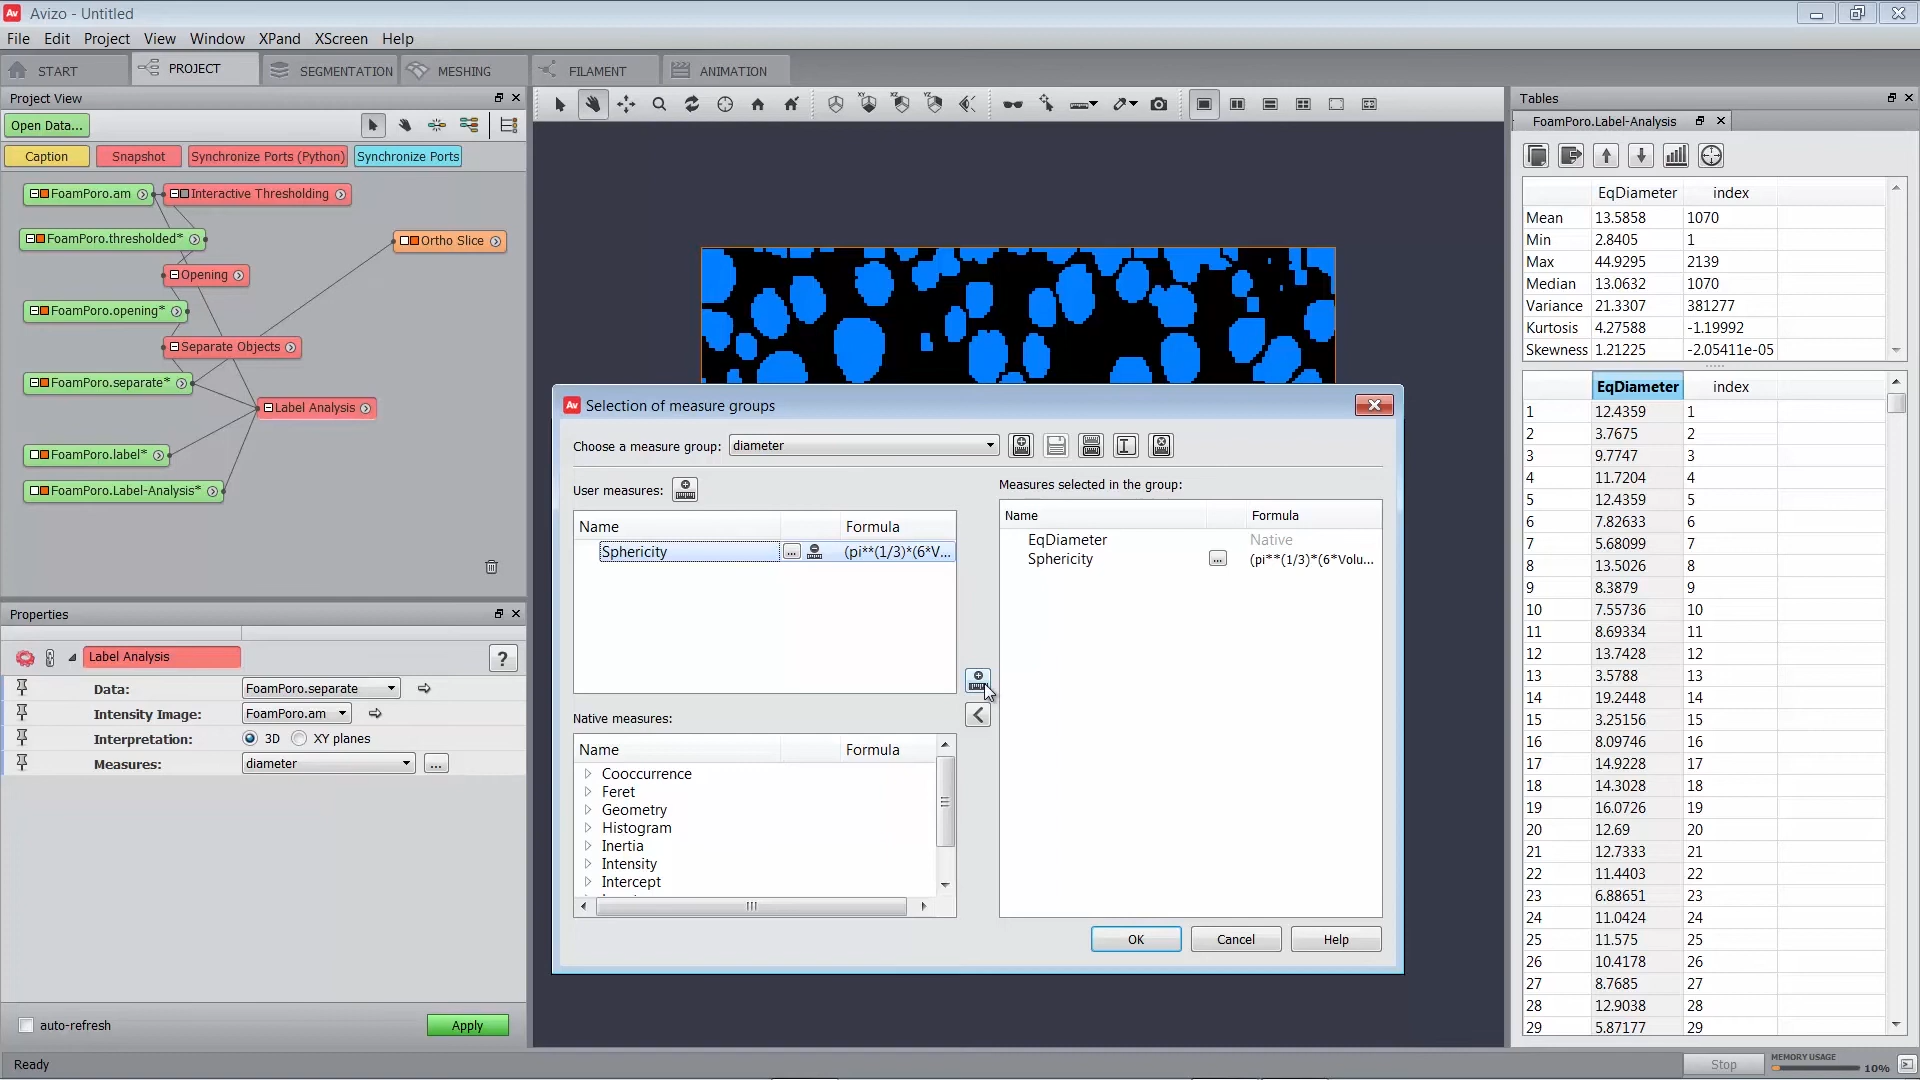 Av Avizo - Untitled
File Edit Project View Window XPand XScreen Help
START PROJECT SEGMENTATION MESHING FILAMENT ANIMATION
Project View
Open Data...
Caption Snapshot Synchronize Ports (Python) Synchronize Ports
FoamPoro.am Interactive Thresholding
FoamPoro.thresholded*
Ortho Slice
Opening
FoamPoro.opening*
Separate Objects
FoamPoro.separate*
Label Analysis
FoamPoro.label*
FoamPoro.Label-Analysis*
Properties
Label Analysis ?
Data: FoamPoro.separate
Intensity Image: FoamPoro.am
Interpretation: 3D XY planes
Measures: diameter ...
auto-refresh Apply
Ready
XY XZ YZ
Av Selection of measure groups
Choose a measure group: diameter
User measures:
Name Formula
Sphericity ... (pi**(1/3)*(6*V...
Native measures:
Name Formula
Cooccurrence
Feret
Geometry
Histogram
Inertia
Intensity
Intercept
Measures selected in the group:
Name Formula
EqDiameter Native
Sphericity ... (pi**(1/3)*(6*Volu...
OK Cancel Help
Tables
FoamPoro.Label-Analysis
EqDiameter index
Mean 13.5858 1070
Min 2.8405 1
Max 44.9295 2139
Median 13.0632 1070
Variance 21.3307 381277
Kurtosis 4.27588 -1.19992
Skewness 1.21225 -2.05411e-05
EqDiameter index
1 12.4359 1
2 3.7675 2
3 9.7747 3
4 11.7204 4
5 12.4359 5
6 7.82633 6
7 5.68099 7
8 13.5026 8
9 8.3879 9
10 7.55736 10
11 8.69334 11
12 13.7428 12
13 3.5788 13
14 19.2448 14
15 3.25156 15
16 8.09746 16
17 14.9228 17
18 14.3028 18
19 16.0726 19
20 12.69 20
21 12.7333 21
22 11.4403 22
23 6.88651 23
24 11.0424 24
25 11.575 25
26 10.4178 26
27 8.7685 27
28 12.9038 28
29 5.87177 29
Stop MEMORY USAGE 10%